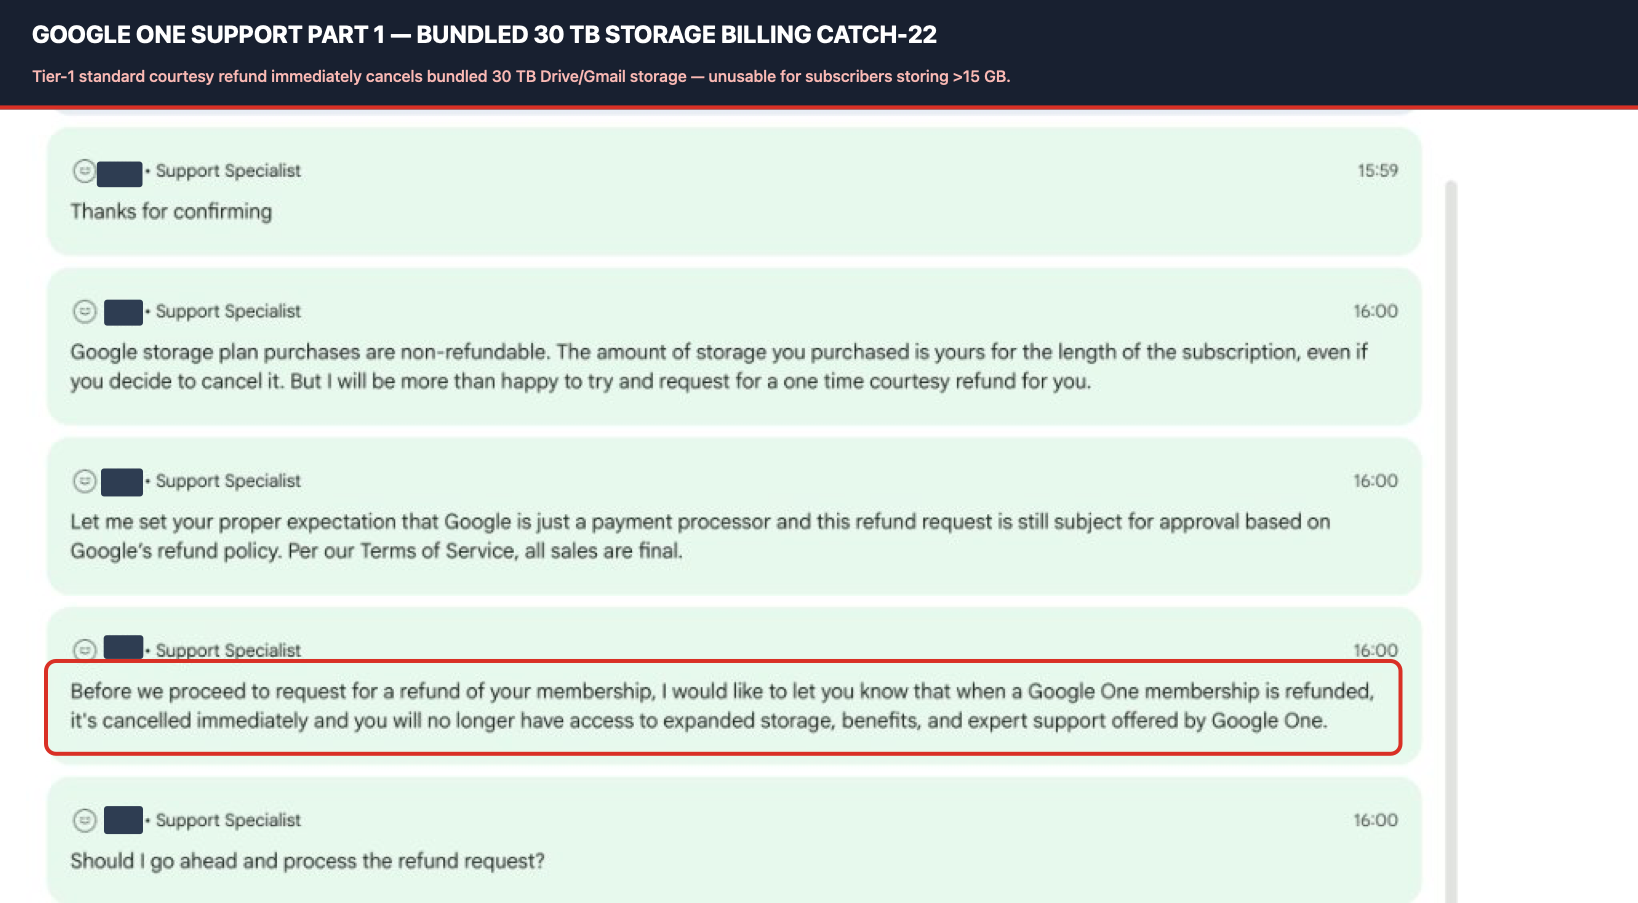 GOOGLE ONE SUPPORT PART 1 — BUNDLED 30 TB STORAGE BILLING CATCH-22
Tier-1 standard courtesy refund immediately cancels bundled 30 TB Drive/Gmail storage — unusable for subscribers storing >15 GB.
• Support Specialist 15:59
Thanks for confirming
• Support Specialist 16:00
Google storage plan purchases are non-refundable. The amount of storage you purchased is yours for the length of the subscription, even if
you decide to cancel it. But I will be more than happy to try and request for a one time courtesy refund for you.
• Support Specialist 16:00
Let me set your proper expectation that Google is just a payment processor and this refund request is still subject for approval based on
Google's refund policy. Per our Terms of Service, all sales are final.
• Support Specialist 16:00
Before we proceed to request for a refund of your membership, I would like to let you know that when a Google One membership is refunded,
it's cancelled immediately and you will no longer have access to expanded storage, benefits, and expert support offered by Google One.
• Support Specialist 16:00
Should I go ahead and process the refund request?